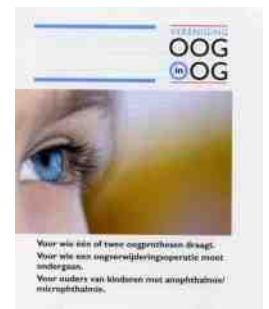 VERENIGING
OOG
in OOG
Voor wie één of twee oogprothesen draagt.
Voor wie een oogverwijderingsoperatie moet
ondergaan.
Voor ouders van kinderen met anophthalmie/
microphthalmie.